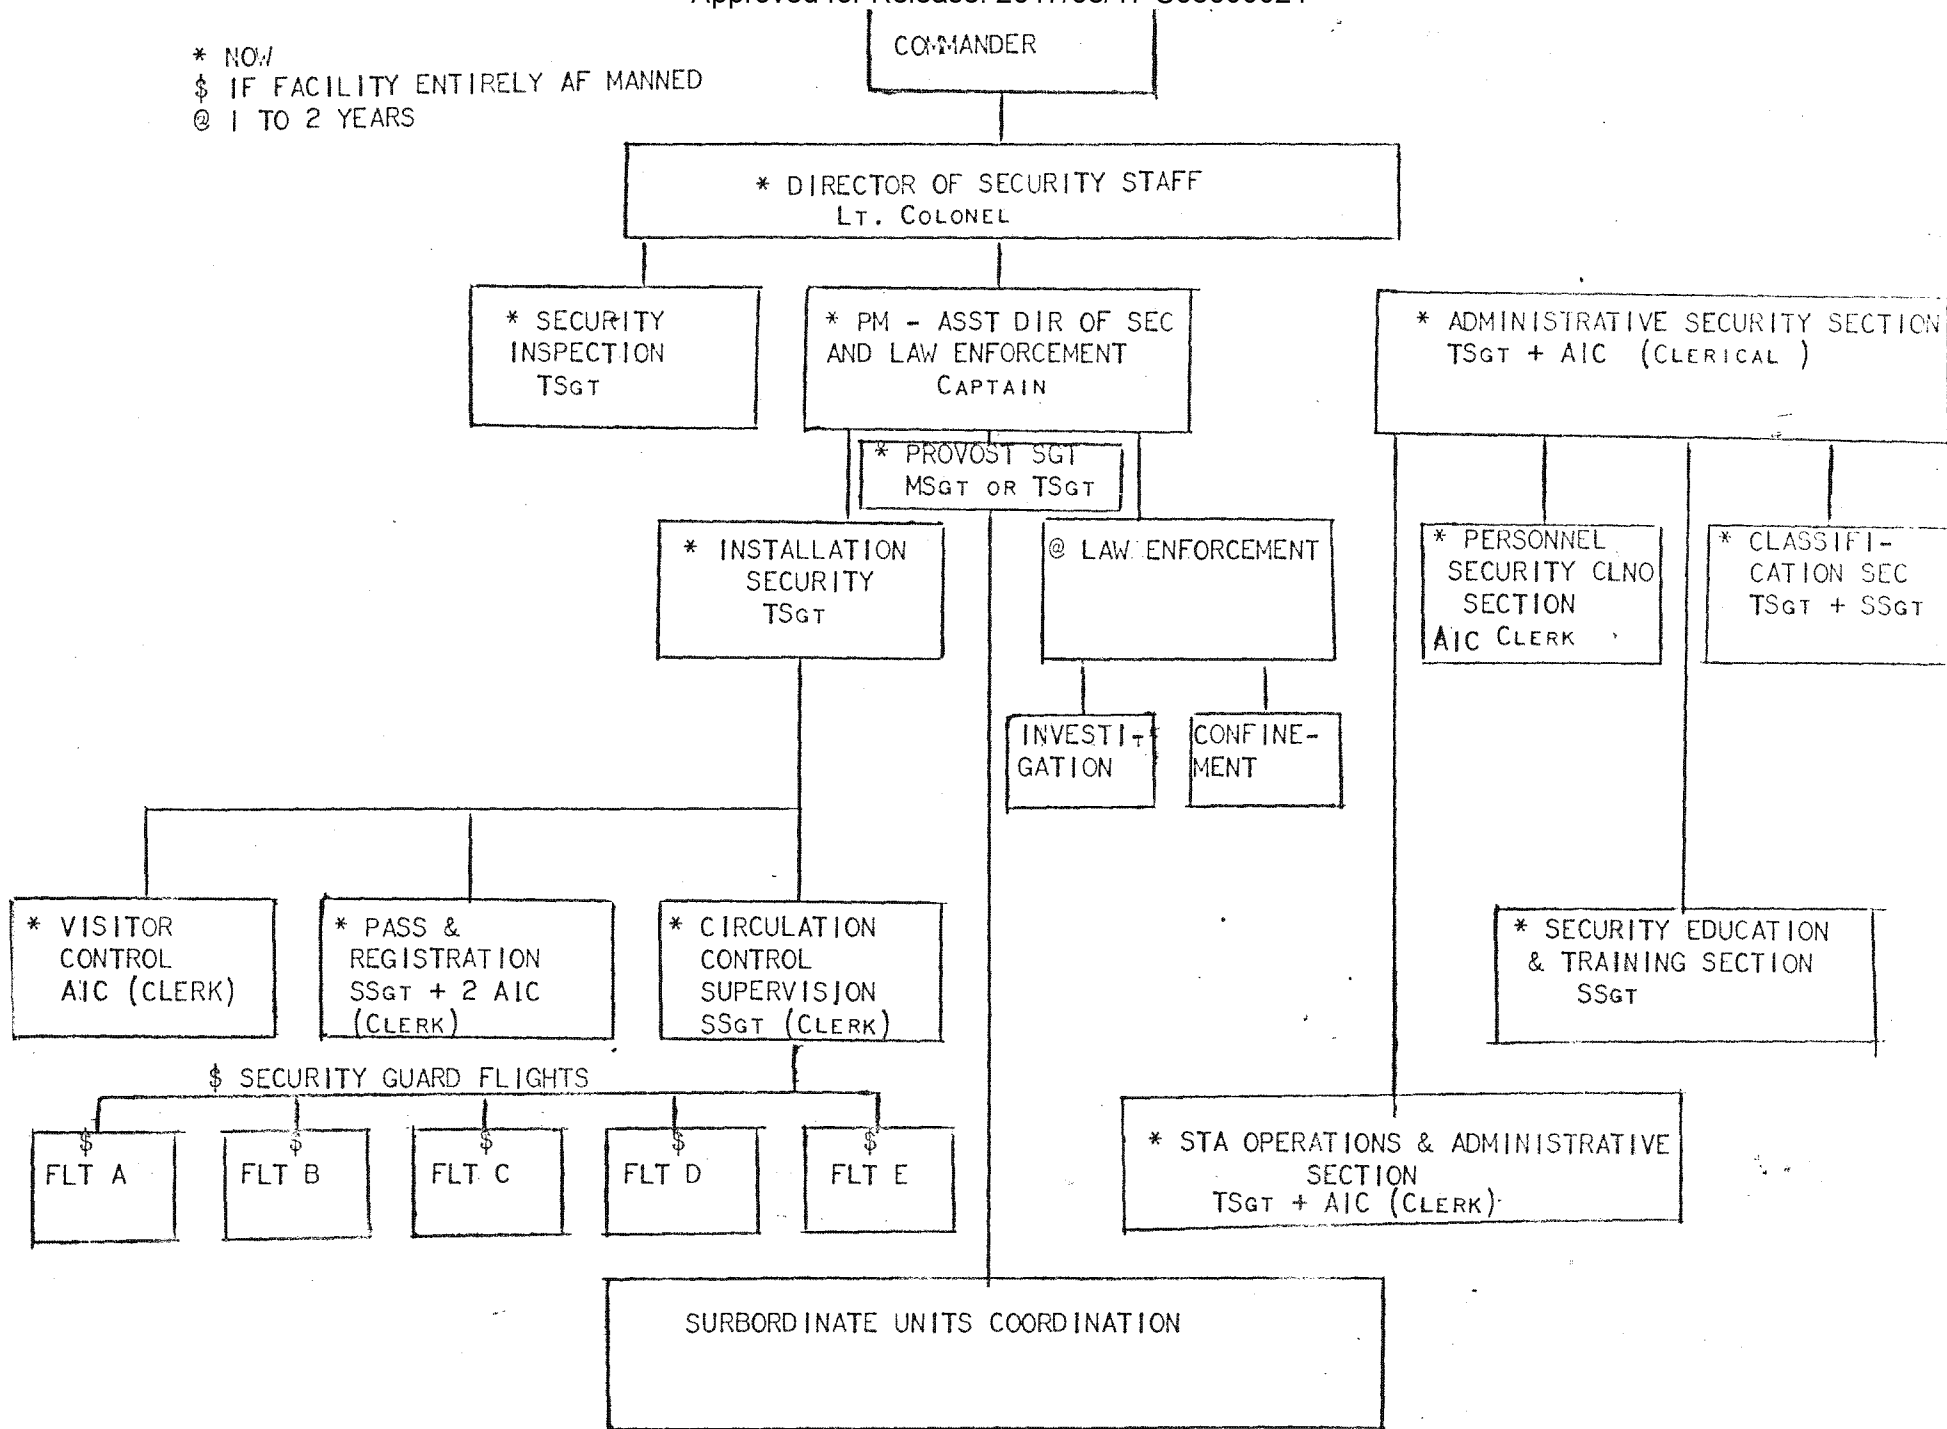 COMMANDER
* NOW
$ IF FACILITY ENTIRELY AF MANNED
@ 1 TO 2 YEARS
* DIRECTOR OF SECURITY STAFF
LT. COLONEL
* SECURITY
INSPECTION
TSGT
* PM - ASST DIR OF SEC
AND LAW ENFORCEMENT
CAPTAIN
* ADMINISTRATIVE SECURITY SECTION
TSGT + AIC (CLERICAL )
* PROVOST SGT
MSGT OR TSGT
* INSTALLATION
SECURITY
TSGT
@ LAW ENFORCEMENT
* PERSONNEL
SECURITY CLNO
SECTION
AIC CLERK
* CLASSIFI-
CATION SEC
TSGT + SSGT
INVESTI-
GATION
CONFINE-
MENT
* VISITOR
CONTROL
AIC (CLERK)
* PASS &
REGISTRATION
SSGT + 2 AIC
(CLERK)
* CIRCULATION
CONTROL
SUPERVISION
SSGT (CLERK)
* SECURITY EDUCATION
& TRAINING SECTION
SSGT
$ SECURITY GUARD FLIGHTS
$
FLT A
$
FLT B
$
FLT C
$
FLT D
$
FLT E
* STA OPERATIONS & ADMINISTRATIVE
SECTION
TSGT + AIC (CLERK)
SURBORDINATE UNITS COORDINATION